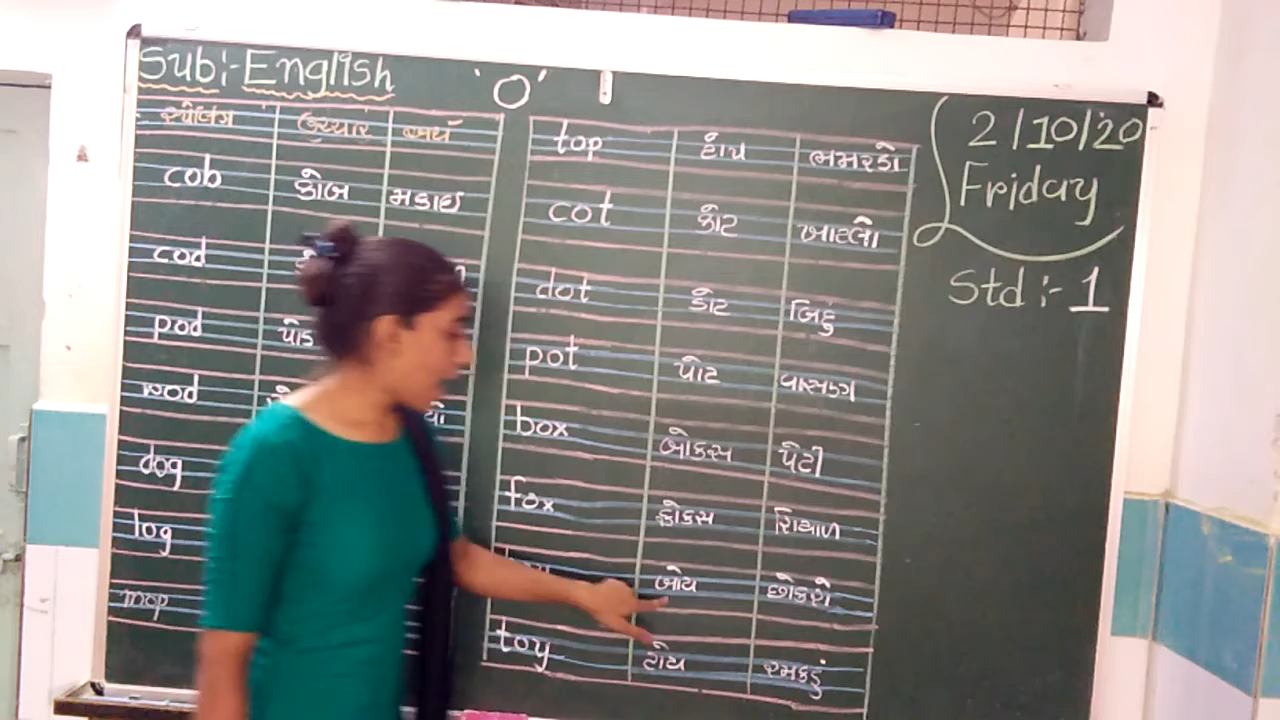 Sub:- English
'O'
2/10/20
Friday
Std :- 1
સ્પેલિંગ ઉચ્ચાર અર્થ
cob કોબ મકાઈ
cod
pod પોડ
wod
dog
log
mop
top ટોપ ભમરડો
cot કોટ ખાટલો
dot ડોટ બિંદુ
pot પોટ વાસણ
box બોક્સ પેટી
fox ફોક્સ શિયાળ
બોય છોકરો
toy ટોય રમકડું